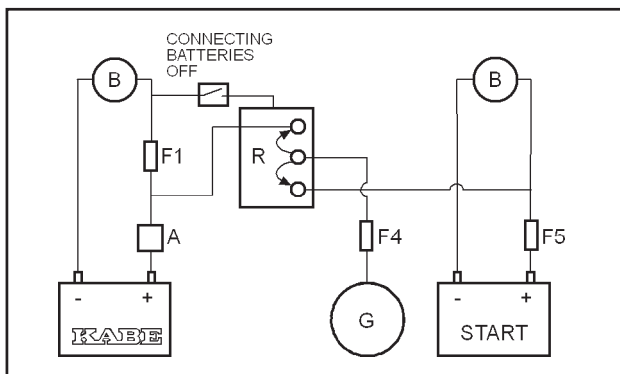 CONNECTING
BATTERIES
OFF
B
B
F1
R
A
F4
F5
- +
KABE
G
- +
START